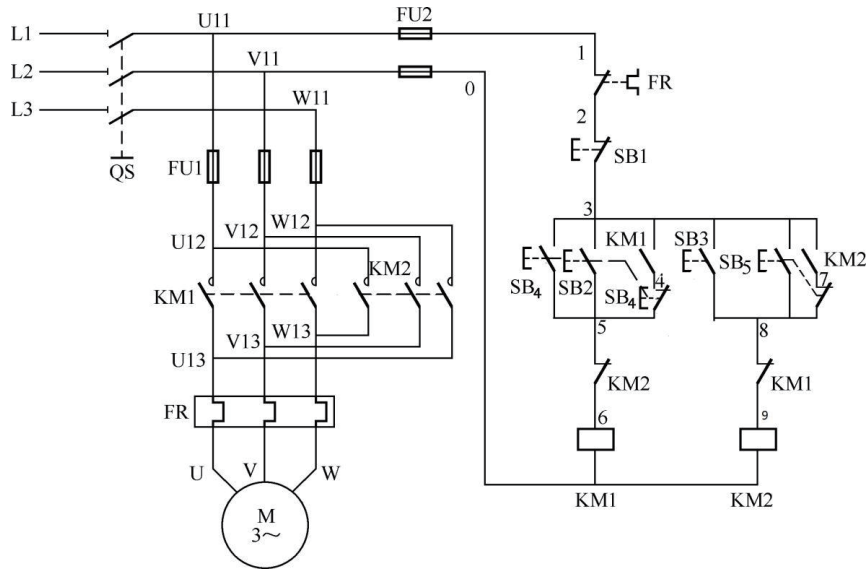 U11
FU2
L1
V11
1
L2
0
FR
W11
L3
2
SB1
QS
FU1
3
W12
V12
U12
KM1
SB3
KM2
KM2
SB5
7
4
KM1
SB4
SB2
SB4
W13
5
8
V13
U13
KM2
KM1
FR
6
9
U
V
W
KM1
KM2
M
3~